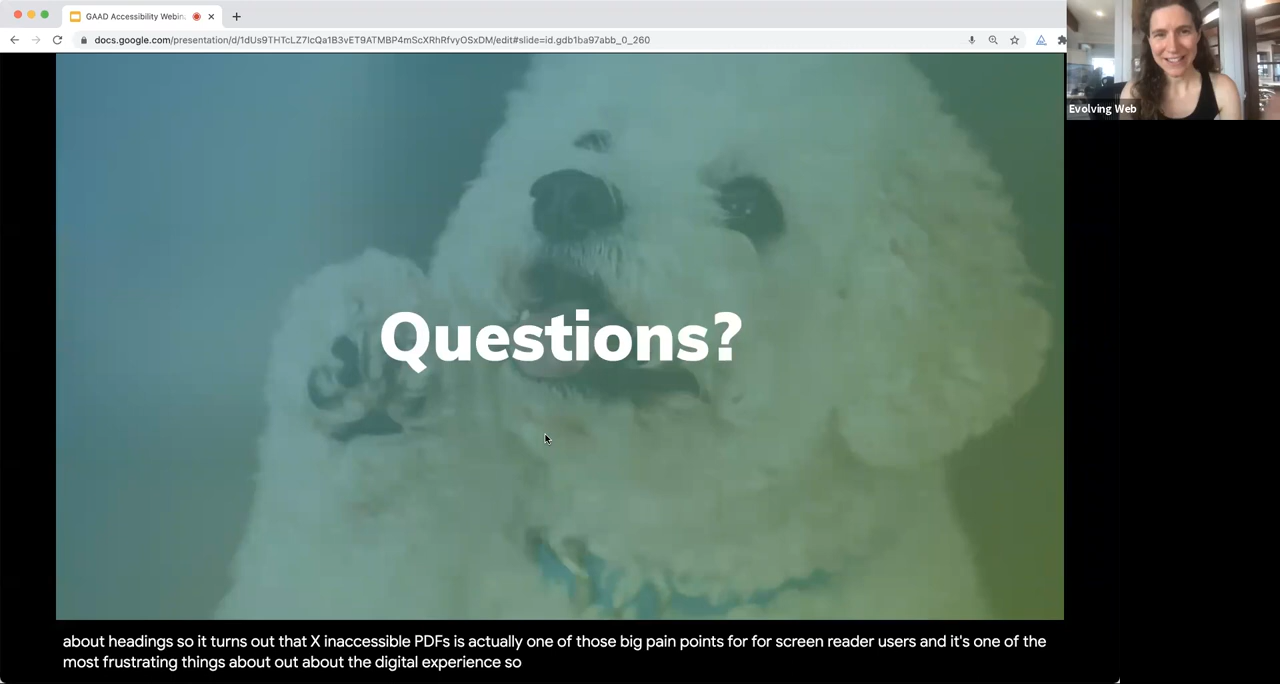 GAAD Accessibility Webin
docs.google.com/presentation/d/1dUs9THTcLZ7lcQa1B3vET9ATMBP4mScXRhRfvyOSxDM/edit#slide=id.gdb1ba97abb_0_260
Evolving Web
Questions?
about headings so it turns out that X inaccessible PDFs is actually one of those big pain points for for screen reader users and it's one of the
most frustrating things about out about the digital experience so